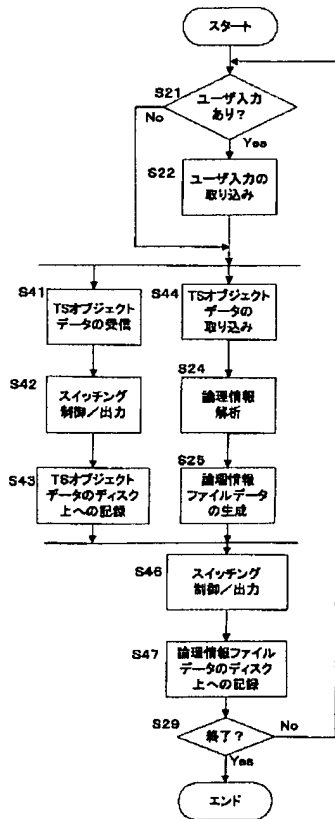 スタート
S21
ユーザ入力
あり？
No
Yes
S22
ユーザ入力の
取り込み
S41
TSオブジェクト
データの受信
S44
TSオブジェクト
データの
取り込み
S42
スイッチング
制御／出力
S24
論理情報
解析
S43
TSオブジェクト
データのディスク
上への記録
S25
論理情報
ファイルデータ
の生成
S46
スイッチング
制御／出力
S47
論理情報ファイル
データのディスク
上への記録
S29
終了？
No
Yes
エンド